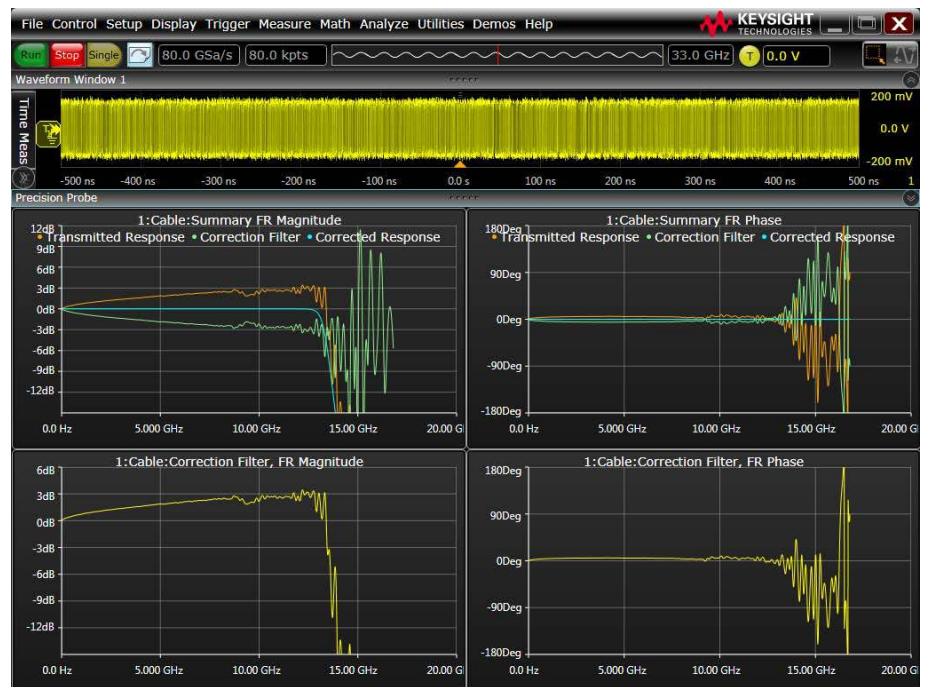 File Control Setup Display Trigger Measure Math Analyze Utilities Demos Help
KEYSIGHT
TECHNOLOGIES
X
Run Stop Single 80.0 GSa/s 80.0 kpts 33.0 GHz T 0.0 V
Waveform Window 1
Time Meas
200 mV
0.0 V
-200 mV
-500 ns -400 ns -300 ns -200 ns -100 ns 0.0 s 100 ns 200 ns 300 ns 400 ns 500 ns 1
Precision Probe
1:Cable:Summary FR Magnitude
Transmitted Response • Correction Filter • Corrected Response
12dB
9dB
6dB
3dB
0dB
-3dB
-6dB
-9dB
-12dB
0.0 Hz 5.000 GHz 10.00 GHz 15.00 GHz 20.00 G
1:Cable:Summary FR Phase
Transmitted Response • Correction Filter • Corrected Response
180Deg
90Deg
0Deg
-90Deg
-180Deg
0.0 Hz 5.000 GHz 10.00 GHz 15.00 GHz 20.00 G
1:Cable:Correction Filter, FR Magnitude
6dB
3dB
0dB
-3dB
-6dB
-9dB
-12dB
0.0 Hz 5.000 GHz 10.00 GHz 15.00 GHz 20.00 G
1:Cable:Correction Filter, FR Phase
180Deg
90Deg
0Deg
-90Deg
-180Deg
0.0 Hz 5.000 GHz 10.00 GHz 15.00 GHz 20.00 G